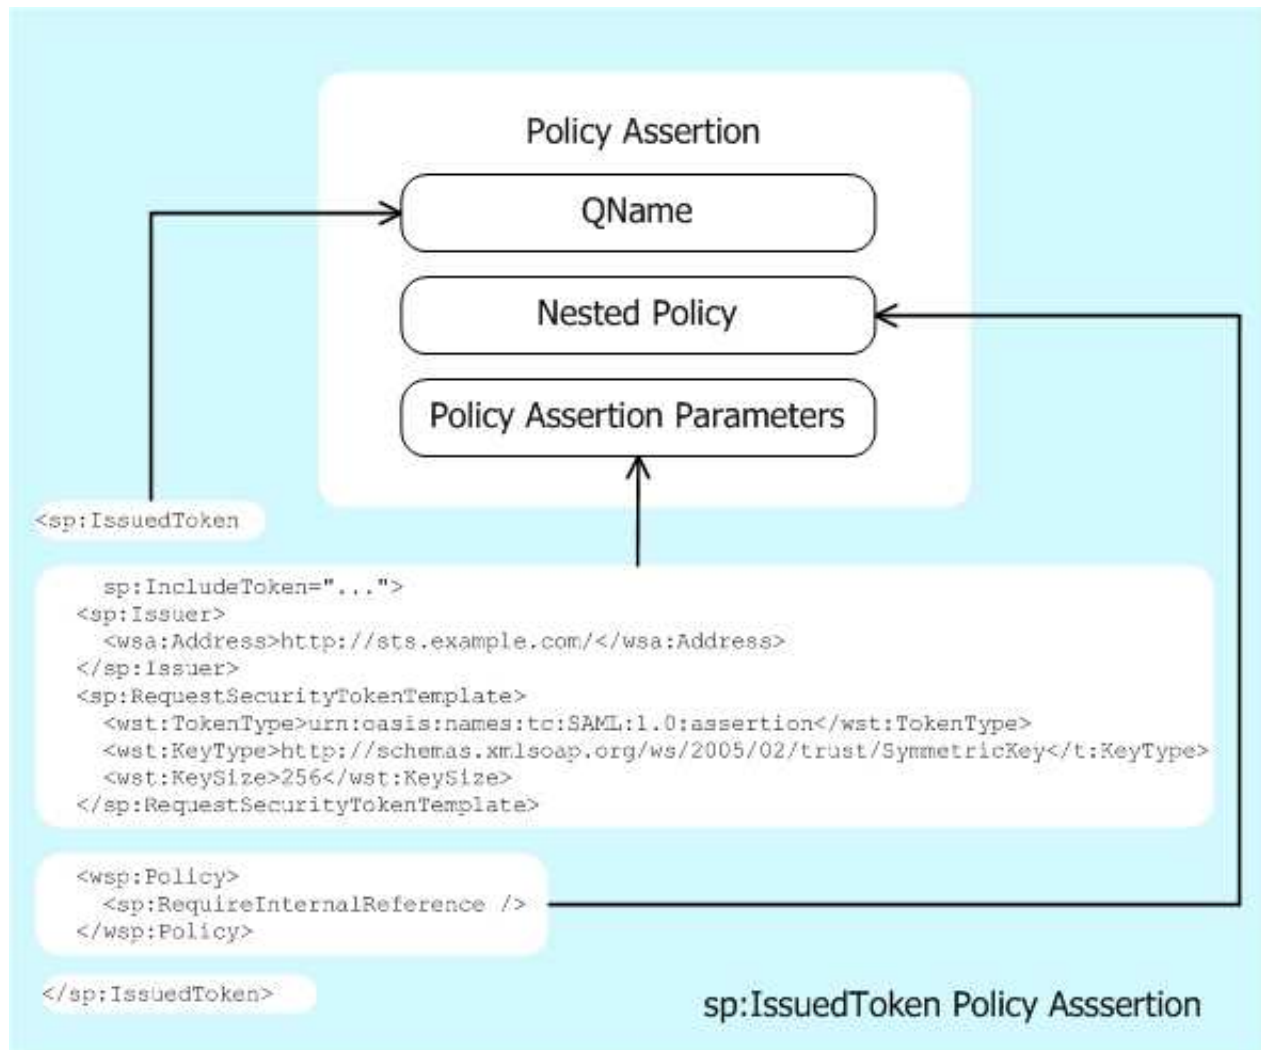 Policy Assertion
QName
Nested Policy
Policy Assertion Parameters
<sp:IssuedToken
sp:IncludeToken="...">
<sp:Issuer>
<wsa:Address>http://sts.example.com/</wsa:Address>
</sp:Issuer>
<sp:RequestSecurityTokenTemplate>
<wst:TokenType>urn:oasis:names:tc:SAML:1.0:assertion</wst:TokenType>
<wst:KeyType>http://schemas.xmlsoap.org/ws/2005/02/trust/SymmetricKey</t:KeyType>
<wst:KeySize>256</wst:KeySize>
</sp:RequestSecurityTokenTemplate>
<wsp:Policy>
<sp:RequireInternalReference />
</wsp:Policy>
</sp:IssuedToken>
sp:IssuedToken Policy Asssertion